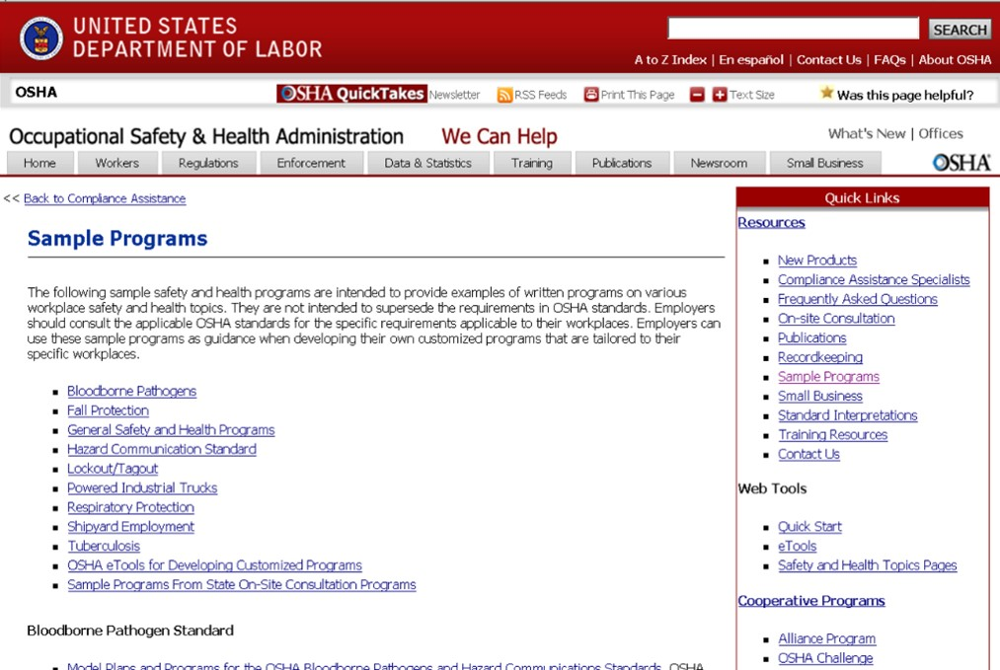 UNITED STATES
DEPARTMENT OF LABOR
SEARCH
A to Z Index | En español | Contact Us | FAQs | About OSHA
OSHA
OSHA QuickTakes Newsletter RSS Feeds Print This Page Text Size Was this page helpful?
Occupational Safety & Health Administration We Can Help
What's New | Offices
Home Workers Regulations Enforcement Data & Statistics Training Publications Newsroom Small Business OSHA
<< Back to Compliance Assistance
Sample Programs
The following sample safety and health programs are intended to provide examples of written programs on various
workplace safety and health topics. They are not intended to supersede the requirements in OSHA standards. Employers
should consult the applicable OSHA standards for the specific requirements applicable to their workplaces. Employers can
use these sample programs as guidance when developing their own customized programs that are tailored to their
specific workplaces.
Bloodborne Pathogens
Fall Protection
General Safety and Health Programs
Hazard Communication Standard
Lockout/Tagout
Powered Industrial Trucks
Respiratory Protection
Shipyard Employment
Tuberculosis
OSHA eTools for Developing Customized Programs
Sample Programs From State On-Site Consultation Programs
Bloodborne Pathogen Standard
Model Plans and Programs for the OSHA Bloodborne Pathogens and Hazard Communications Standards. OSHA
Quick Links
Resources
New Products
Compliance Assistance Specialists
Frequently Asked Questions
On-site Consultation
Publications
Recordkeeping
Sample Programs
Small Business
Standard Interpretations
Training Resources
Contact Us
Web Tools
Quick Start
eTools
Safety and Health Topics Pages
Cooperative Programs
Alliance Program
OSHA Challenge